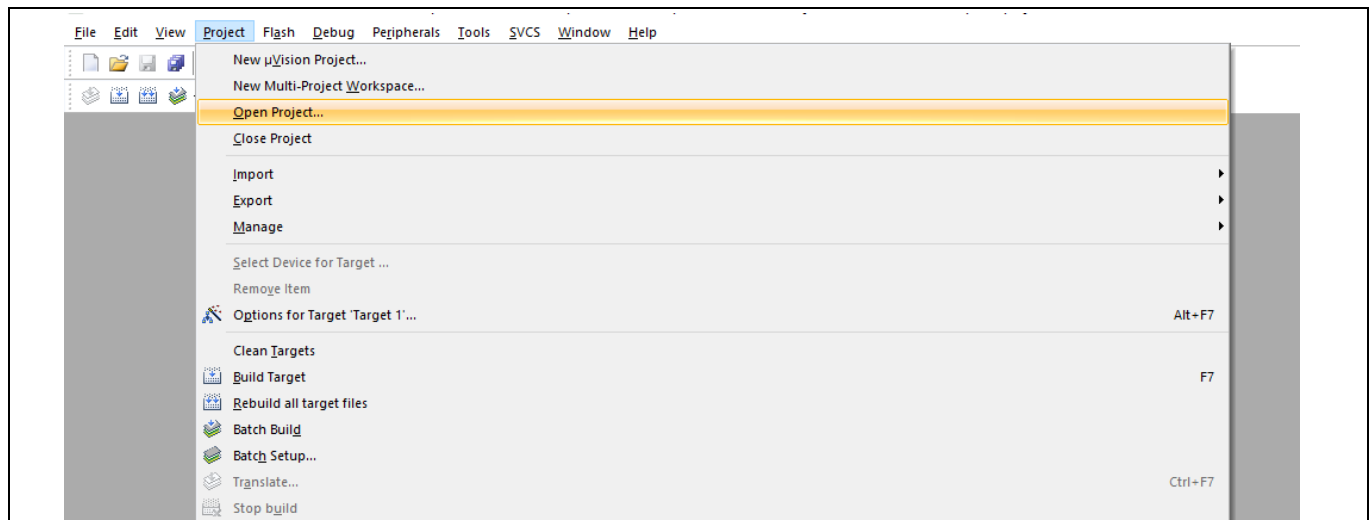 File Edit View Project Flash Debug Peripherals Tools SVCS Window Help
New µVision Project...
New Multi-Project Workspace...
Open Project...
Close Project
Import
Export
Manage
Select Device for Target ...
Remove Item
Options for Target 'Target 1'... Alt+F7
Clean Targets
Build Target F7
Rebuild all target files
Batch Build
Batch Setup...
Translate... Ctrl+F7
Stop build